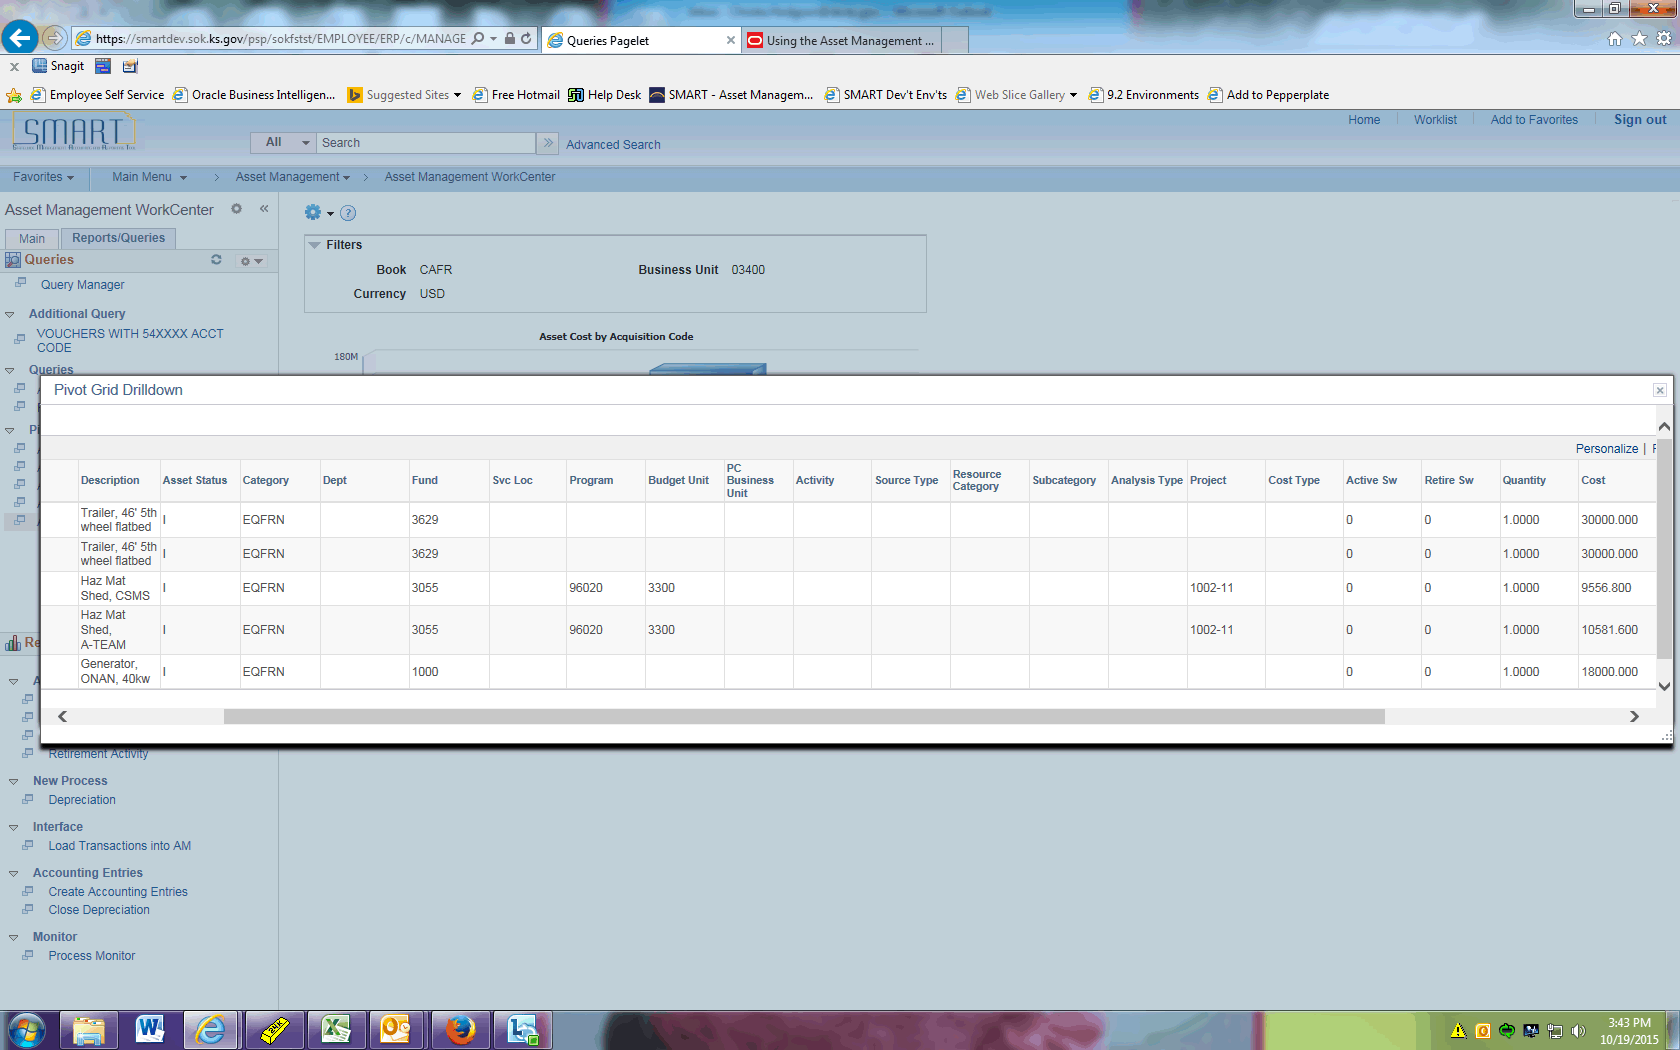 https://smartdev.sok.ks.gov/psp/sokfstst/EMPLOYEE/ERP/c/MANAGE
Queries Pagelet
Using the Asset Management ...
x Snagit
Employee Self Service
Oracle Business Intelligen...
Suggested Sites
Free Hotmail
Help Desk
SMART - Asset Managem...
SMART Dev't Env'ts
Web Slice Gallery
9.2 Environments
Add to Pepperplate
SMART
Home
Worklist
Add to Favorites
Sign out
All
Search
Advanced Search
Favorites
Main Menu
Asset Management
Asset Management WorkCenter
Asset Management WorkCenter
Main
Reports/Queries
Queries
Query Manager
Additional Query
VOUCHERS WITH 54XXXX ACCT
CODE
Queries
Filters
Book CAFR
Business Unit 03400
Currency USD
Asset Cost by Acquisition Code
180M
Pivot Grid Drilldown
Personalize |
Description Asset Status Category Dept Fund Svc Loc Program Budget Unit PC Business Unit Activity Source Type Resource Category Subcategory Analysis Type Project Cost Type Active Sw Retire Sw Quantity Cost
Trailer, 46' 5th wheel flatbed I EQFRN 3629 0 0 1.0000 30000.000
Trailer, 46' 5th wheel flatbed I EQFRN 3629 0 0 1.0000 30000.000
Haz Mat Shed, CSMS I EQFRN 3055 96020 3300 1002-11 0 0 1.0000 9556.800
Haz Mat Shed, A-TEAM I EQFRN 3055 96020 3300 1002-11 0 0 1.0000 10581.600
Generator, ONAN, 40kw I EQFRN 1000 0 0 1.0000 18000.000
Re
Retirement Activity
New Process
Depreciation
Interface
Load Transactions into AM
Accounting Entries
Create Accounting Entries
Close Depreciation
Monitor
Process Monitor
3:43 PM
10/19/2015